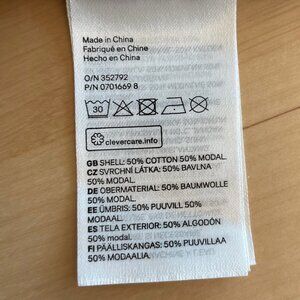 Made in China
Fabriqué en Chine
Hecho en China
O/N 352792
P/N 0701669 8
30
clevercare.info
GB SHELL: 50% COTTON 50% MODAL.
CZ SVRCHNÍ LÁTKA: 50% BAVLNA
50% MODAL.
DE OBERMATERIAL: 50% BAUMWOLLE
50% MODAL.
EE ÜMBRIS: 50% PUUVILL 50%
MODAAL.
ES TELA EXTERIOR: 50% ALGODÓN
50% modal.
FI PÄÄLLISKANGAS: 50% PUUVILLAA
50% MODAALIA.